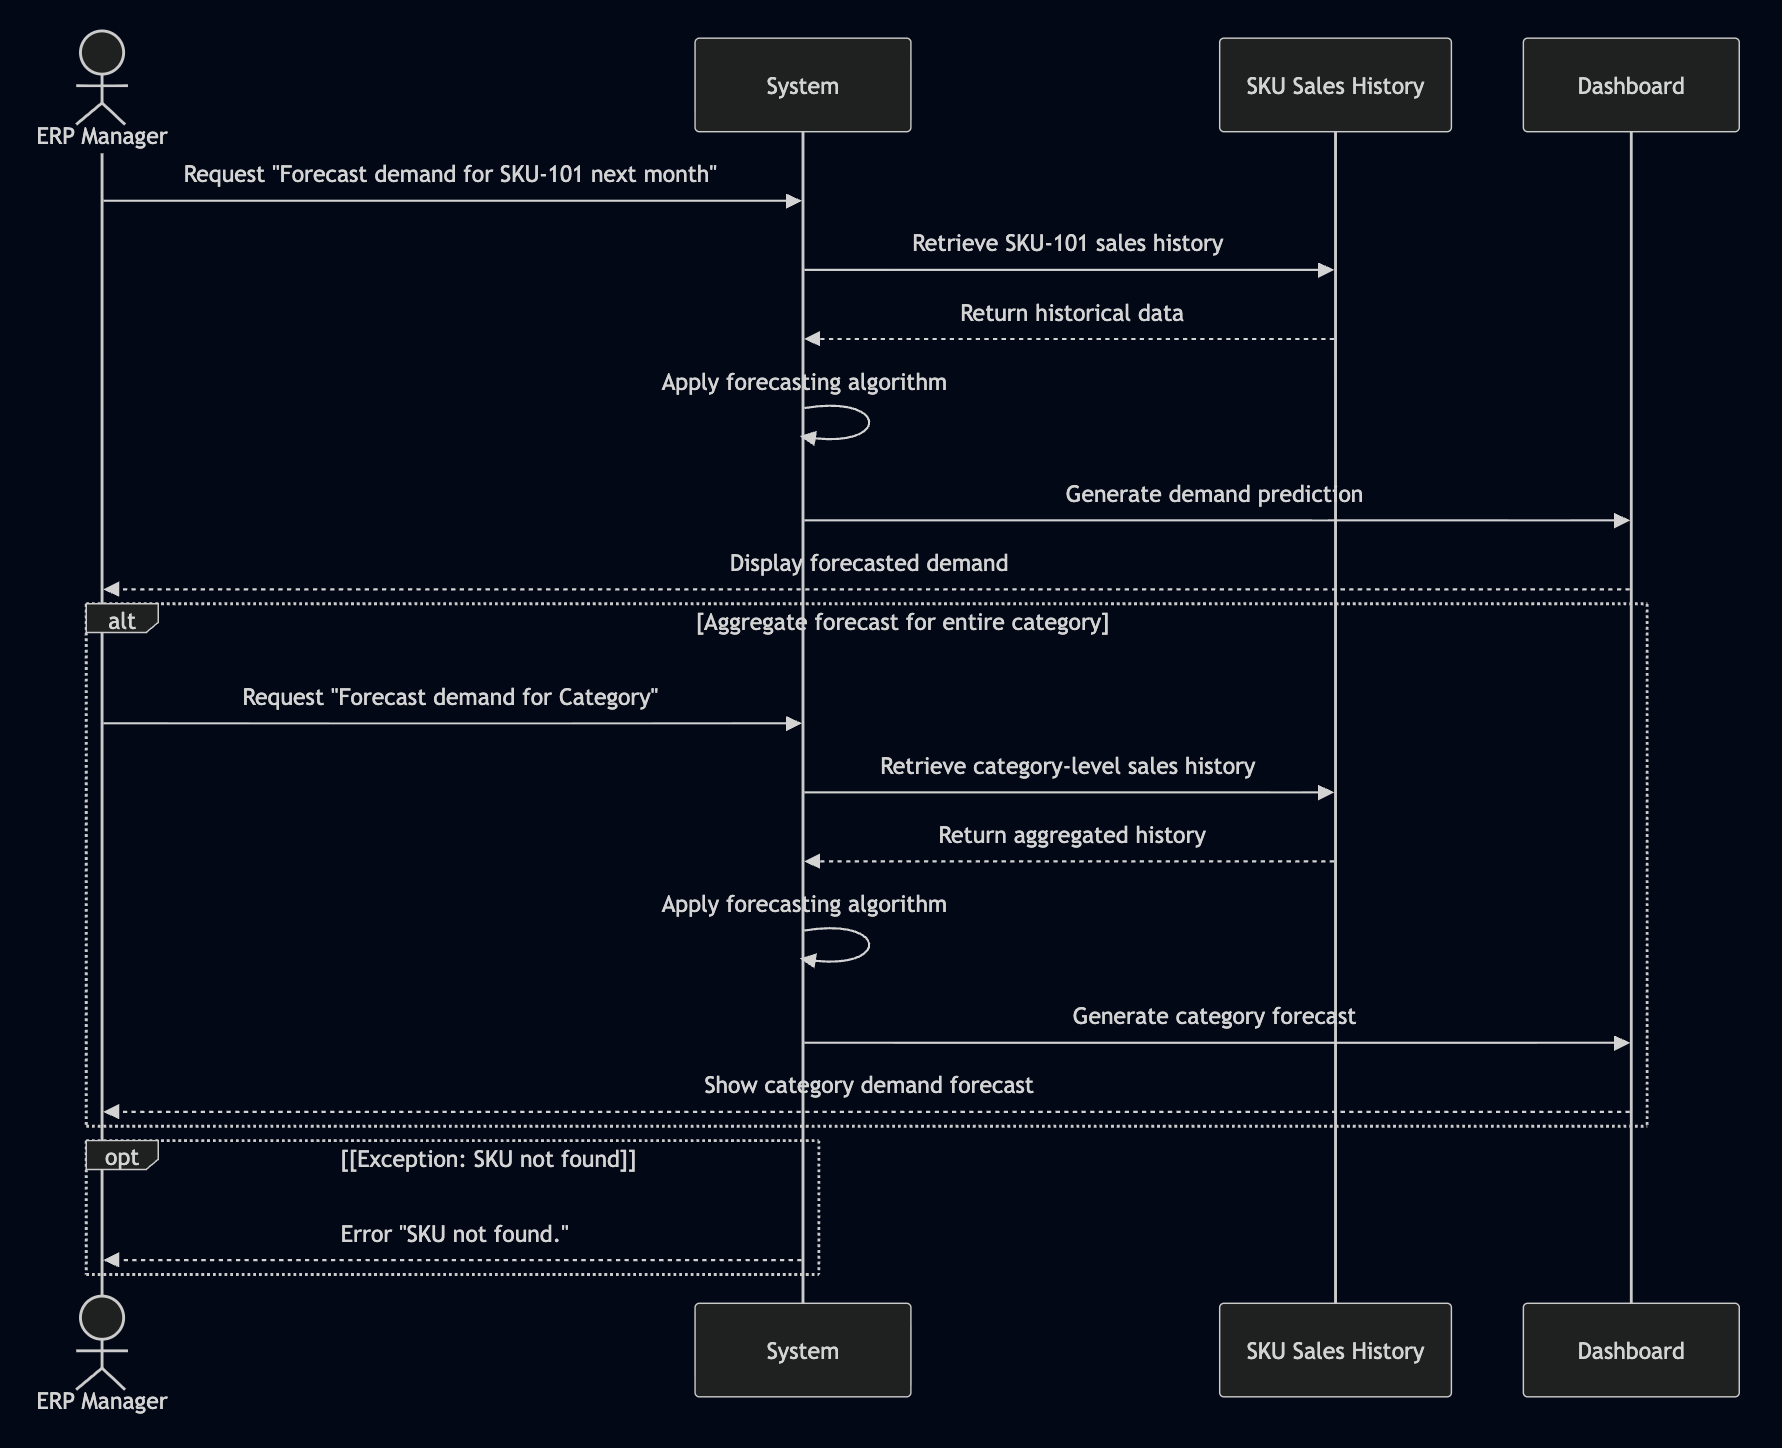 ERP Manager
System
SKU Sales History
Dashboard
Request "Forecast demand for SKU-101 next month"
Retrieve SKU-101 sales history
Return historical data
Apply forecasting algorithm
Generate demand prediction
Display forecasted demand
alt
[Aggregate forecast for entire category]
Request "Forecast demand for Category"
Retrieve category-level sales history
Return aggregated history
Apply forecasting algorithm
Generate category forecast
Show category demand forecast
opt
[[Exception: SKU not found]]
Error "SKU not found."
ERP Manager
System
SKU Sales History
Dashboard